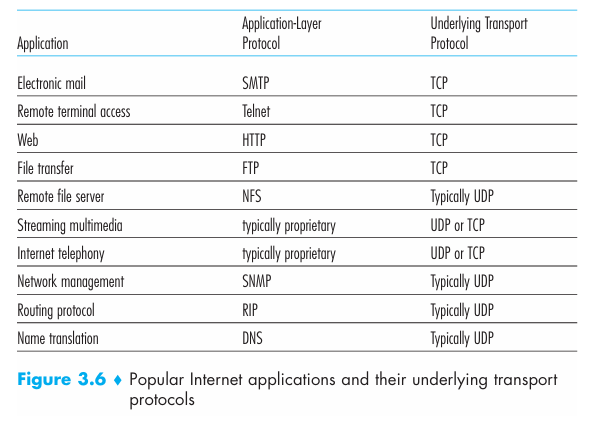 Application Application-Layer Protocol Underlying Transport Protocol
Electronic mail SMTP TCP
Remote terminal access Telnet TCP
Web HTTP TCP
File transfer FTP TCP
Remote file server NFS Typically UDP
Streaming multimedia typically proprietary UDP or TCP
Internet telephony typically proprietary UDP or TCP
Network management SNMP Typically UDP
Routing protocol RIP Typically UDP
Name translation DNS Typically UDP
Figure 3.6 ♦ Popular Internet applications and their underlying transport
protocols